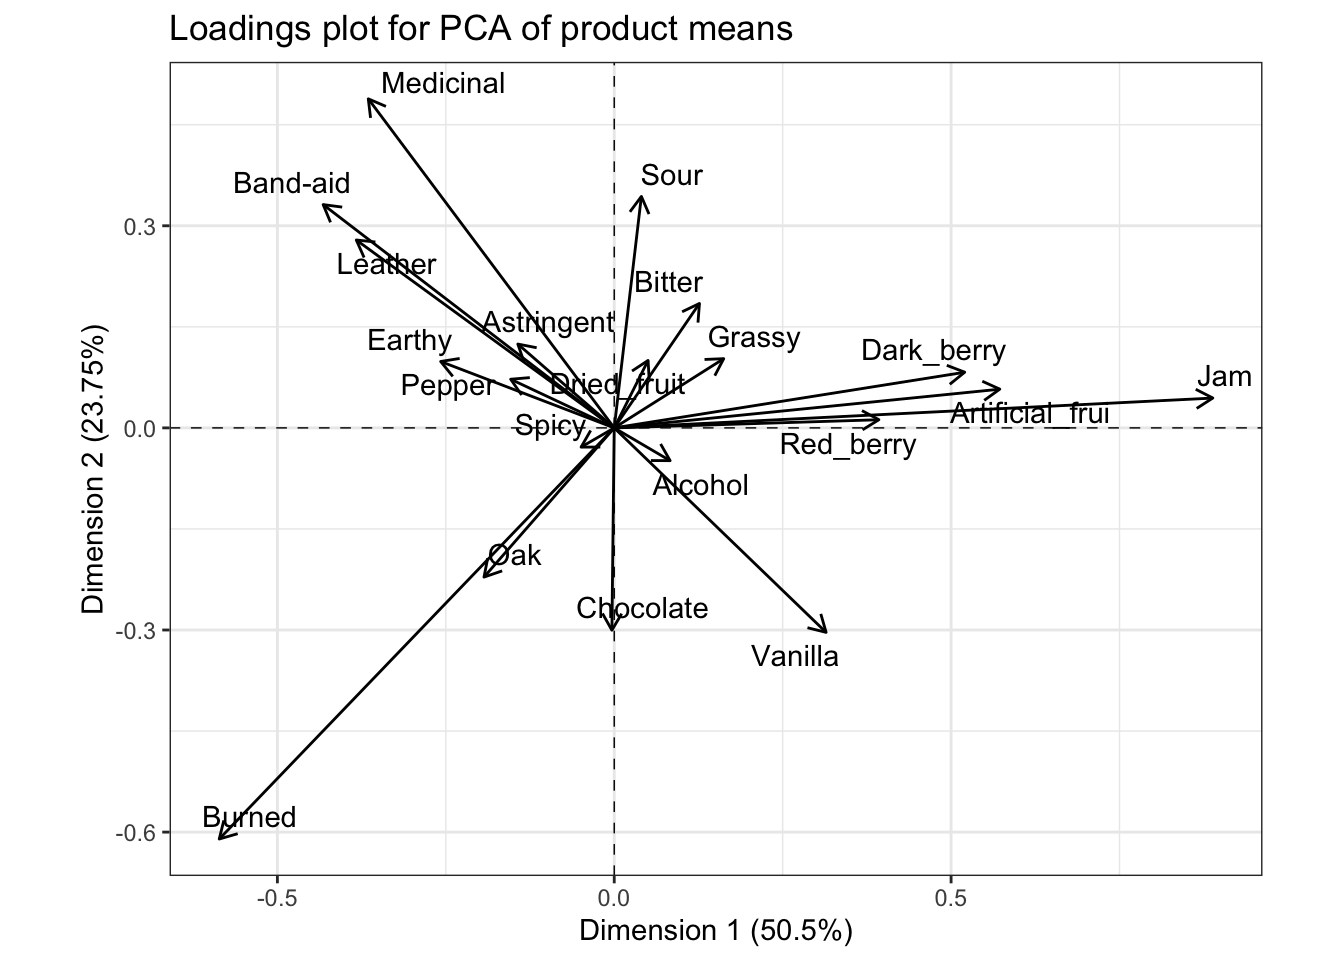 Loadings plot for PCA of product means
Medicinal
Band-aid
Sour
Leather
Bitter
Astringent
Earthy
Grassy
Dark_berry
Pepper
Dried_fruit
Jam
Artificial_frui
Spicy
Red_berry
Alcohol
Oak
Chocolate
Vanilla
Burned
0.3
0.0
-0.3
-0.6
-0.5
0.0
0.5
Dimension 1 (50.5%)
Dimension 2 (23.75%)